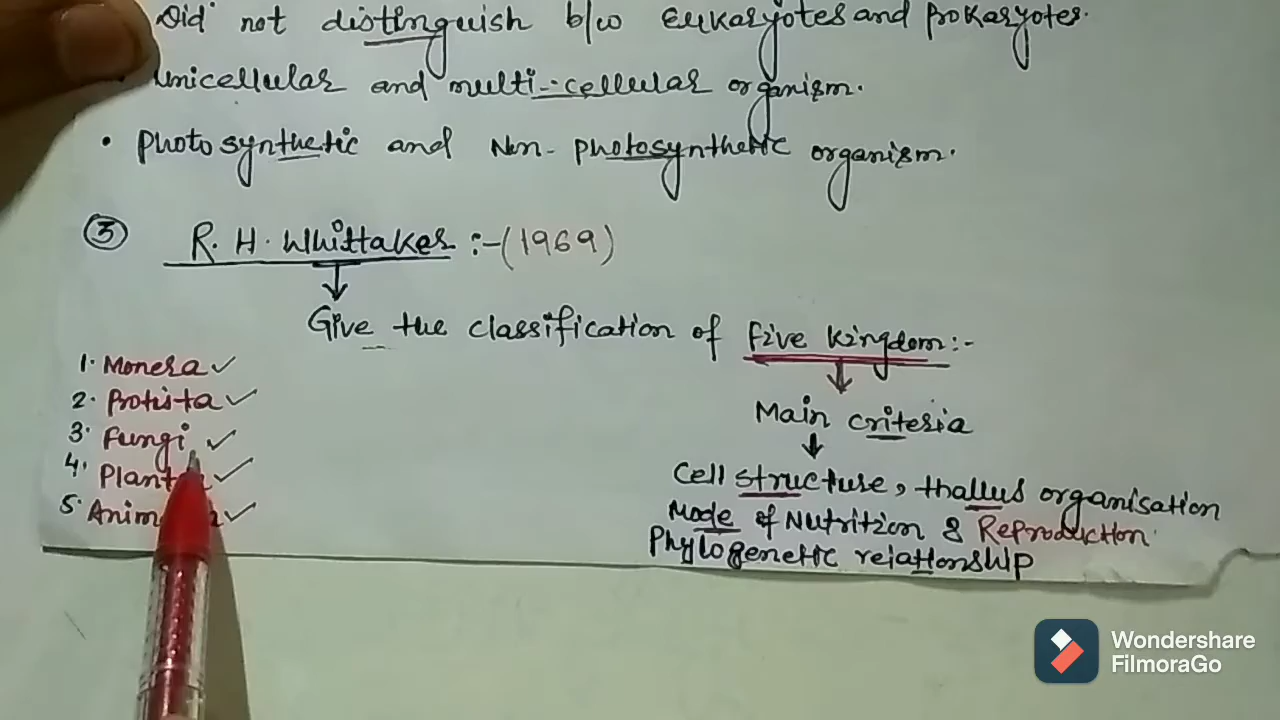 Did not distinguish b/w Eukaryotes and Prokaryotes.
unicellular and multi-cellular organism.
• Photosynthetic and Non-photosynthetic organism.
③ R. H. Whittaker :- (1969)
Give the classification of five kingdom:-
1. Monera ✓
2. Protista ✓
3. Fungi ✓
4. ✓
5. ✓
Main criteria
Cell structure, thallus organisation
Mode of Nutrition & Reproduction
Phylogenetic relationship
Wondershare
FilmoraGo